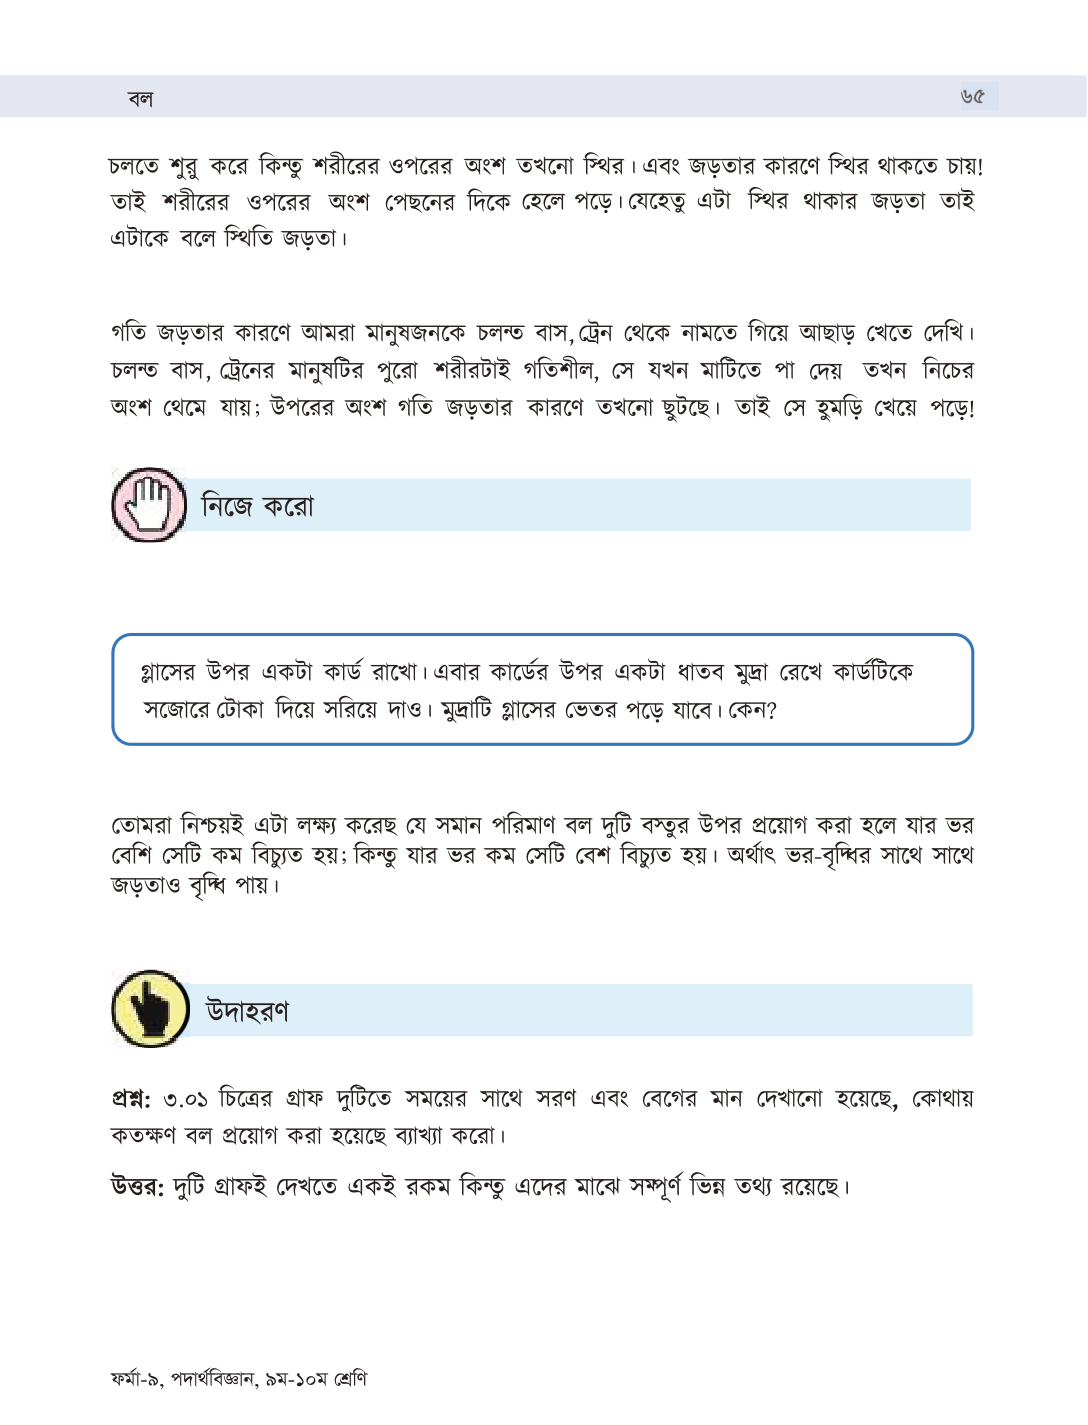 বল ৬৫
চলতে শুরু করে কিন্তু শরীরের ওপরের অংশ তখনো স্থির। এবং জড়তার কারণে স্থির থাকতে চায়!
তাই শরীরের ওপরের অংশ পেছনের দিকে হেলে পড়ে। যেহেতু এটা স্থির থাকার জড়তা তাই
এটাকে বলে স্থিতি জড়তা।
গতি জড়তার কারণে আমরা মানুষজনকে চলন্ত বাস, ট্রেন থেকে নামতে গিয়ে আছাড় খেতে দেখি।
চলন্ত বাস, ট্রেনের মানুষটির পুরো শরীরটাই গতিশীল, সে যখন মাটিতে পা দেয় তখন নিচের
অংশ থেমে যায়; উপরের অংশ গতি জড়তার কারণে তখনো ছুটছে। তাই সে হুমড়ি খেয়ে পড়ে!
নিজে করো
গ্লাসের উপর একটা কার্ড রাখো। এবার কার্ডের উপর একটা ধাতব মুদ্রা রেখে কার্ডটিকে
সজোরে টোকা দিয়ে সরিয়ে দাও। মুদ্রাটি গ্লাসের ভেতর পড়ে যাবে। কেন?
তোমরা নিশ্চয়ই এটা লক্ষ্য করেছ যে সমান পরিমাণ বল দুটি বস্তুর উপর প্রয়োগ করা হলে যার ভর
বেশি সেটি কম বিচ্যুত হয়; কিন্তু যার ভর কম সেটি বেশ বিচ্যুত হয়। অর্থাৎ ভর-বৃদ্ধির সাথে সাথে
জড়তাও বৃদ্ধি পায়।
উদাহরণ
প্রশ্ন: ৩.০১ চিত্রের গ্রাফ দুটিতে সময়ের সাথে সরণ এবং বেগের মান দেখানো হয়েছে, কোথায়
কতক্ষণ বল প্রয়োগ করা হয়েছে ব্যাখ্যা করো।
উত্তর: দুটি গ্রাফই দেখতে একই রকম কিন্তু এদের মাঝে সম্পূর্ণ ভিন্ন তথ্য রয়েছে।
ফর্মা-৯, পদার্থবিজ্ঞান, ৯ম-১০ম শ্রেণি